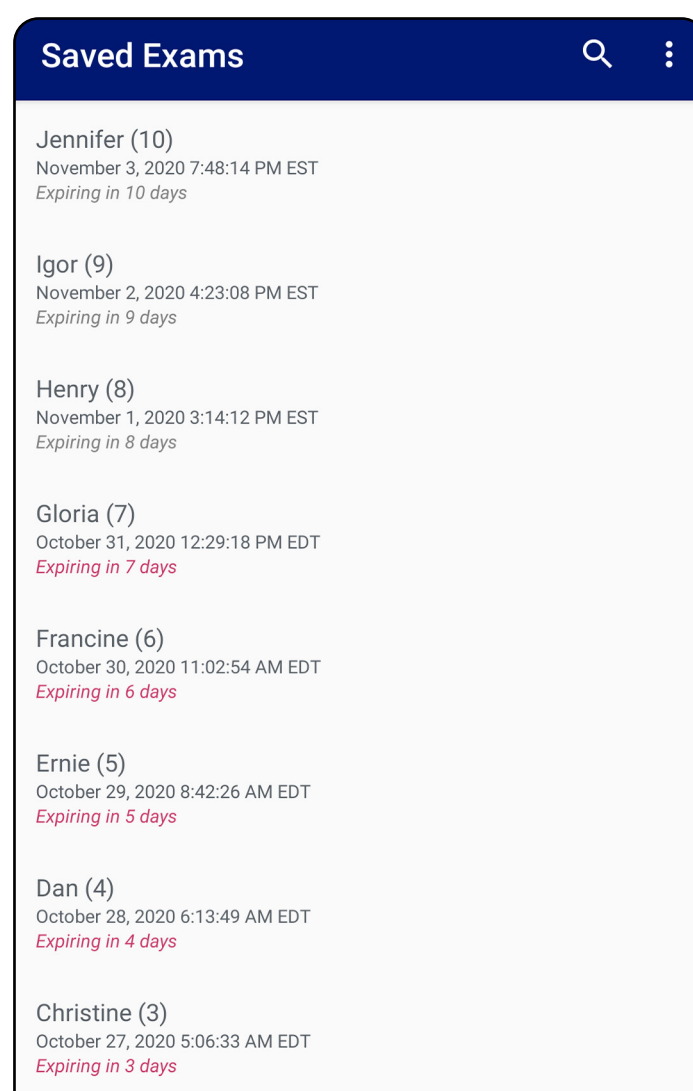 Saved Exams
Jennifer (10)
November 3, 2020 7:48:14 PM EST
Expiring in 10 days
Igor (9)
November 2, 2020 4:23:08 PM EST
Expiring in 9 days
Henry (8)
November 1, 2020 3:14:12 PM EST
Expiring in 8 days
Gloria (7)
October 31, 2020 12:29:18 PM EDT
Expiring in 7 days
Francine (6)
October 30, 2020 11:02:54 AM EDT
Expiring in 6 days
Ernie (5)
October 29, 2020 8:42:26 AM EDT
Expiring in 5 days
Dan (4)
October 28, 2020 6:13:49 AM EDT
Expiring in 4 days
Christine (3)
October 27, 2020 5:06:33 AM EDT
Expiring in 3 days